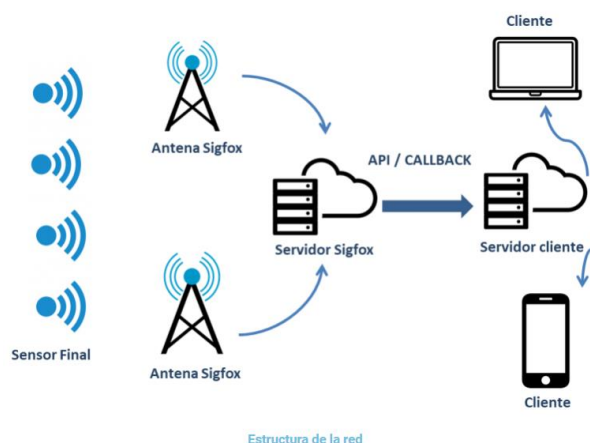 Cliente
Antena Sigfox
API / CALLBACK
Servidor Sigfox
Servidor cliente
Sensor Final
Antena Sigfox
Cliente
Estructura de la red